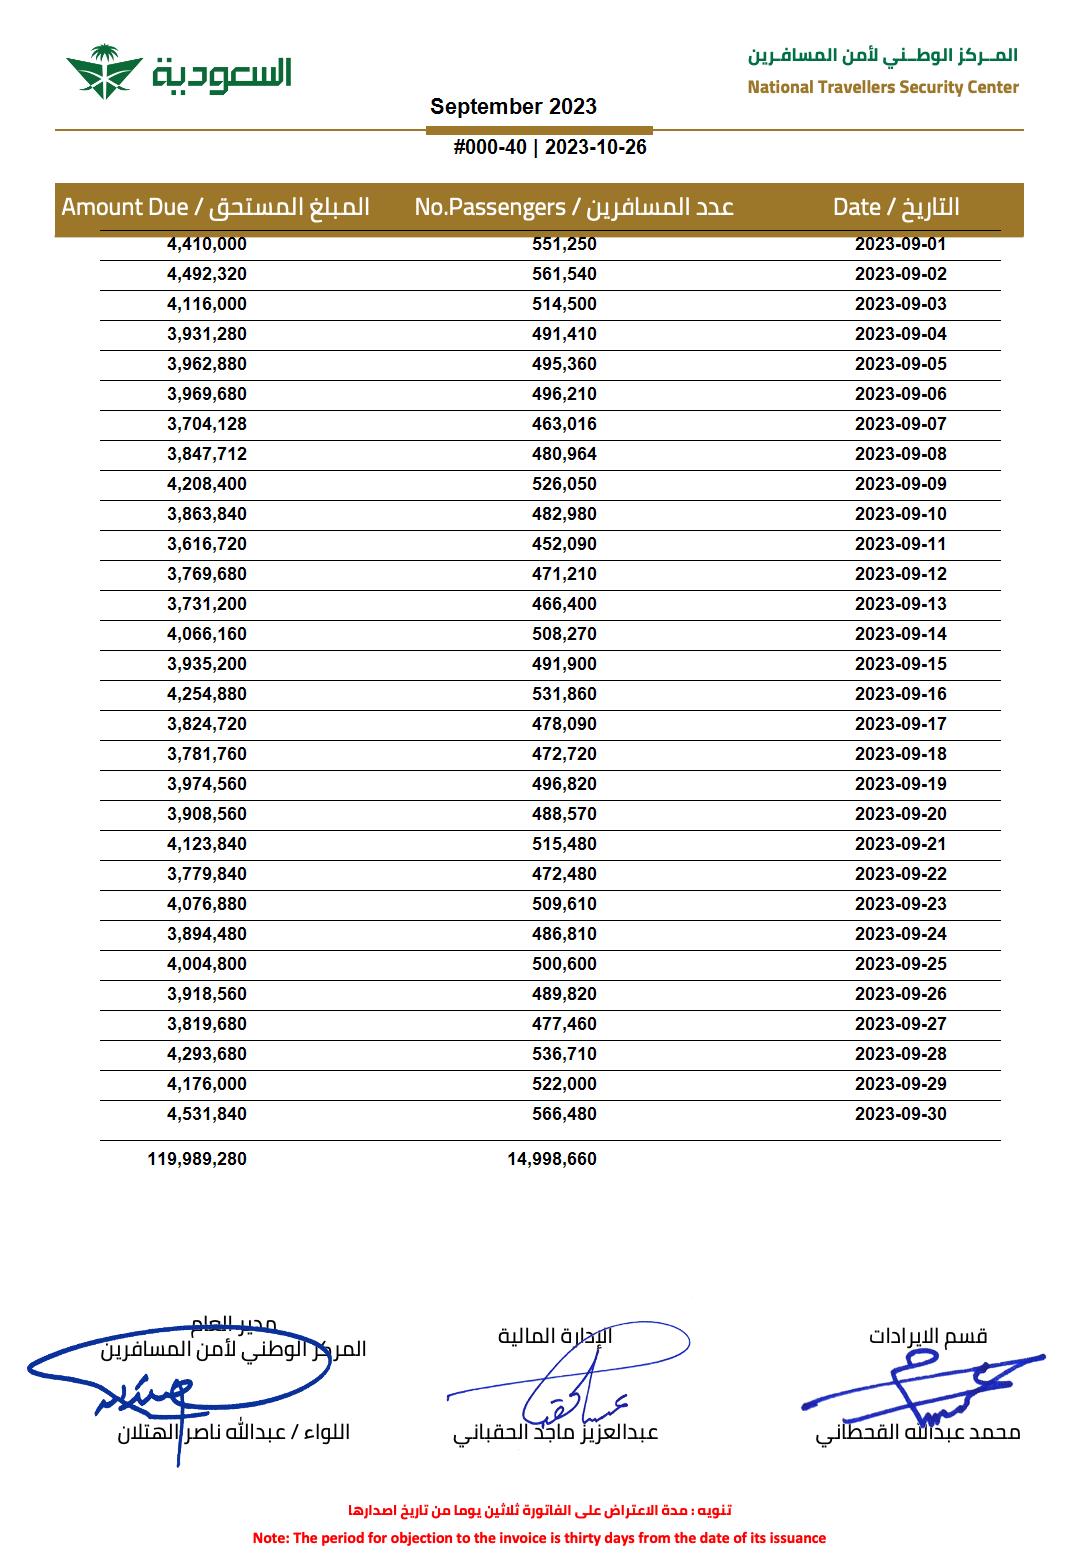 السعودية
المـركز الوطـني لأمن المسافـرين
National Travellers Security Center
September 2023
#000-40 | 2023-10-26
Amount Due / المبلغ المستحق No.Passengers / عدد المسافرين Date / التاريخ
4,410,000 551,250 2023-09-01
4,492,320 561,540 2023-09-02
4,116,000 514,500 2023-09-03
3,931,280 491,410 2023-09-04
3,962,880 495,360 2023-09-05
3,969,680 496,210 2023-09-06
3,704,128 463,016 2023-09-07
3,847,712 480,964 2023-09-08
4,208,400 526,050 2023-09-09
3,863,840 482,980 2023-09-10
3,616,720 452,090 2023-09-11
3,769,680 471,210 2023-09-12
3,731,200 466,400 2023-09-13
4,066,160 508,270 2023-09-14
3,935,200 491,900 2023-09-15
4,254,880 531,860 2023-09-16
3,824,720 478,090 2023-09-17
3,781,760 472,720 2023-09-18
3,974,560 496,820 2023-09-19
3,908,560 488,570 2023-09-20
4,123,840 515,480 2023-09-21
3,779,840 472,480 2023-09-22
4,076,880 509,610 2023-09-23
3,894,480 486,810 2023-09-24
4,004,800 500,600 2023-09-25
3,918,560 489,820 2023-09-26
3,819,680 477,460 2023-09-27
4,293,680 536,710 2023-09-28
4,176,000 522,000 2023-09-29
4,531,840 566,480 2023-09-30
119,989,280 14,998,660
قسم الايرادات
محمد عبدالله القحطاني
الإدارة المالية
عبدالعزيز ماجد الحقباني
مدير العام
المركز الوطني لأمن المسافرين
اللواء / عبدالله ناصر الهتلان
تنويه : مدة الاعتراض على الفاتورة ثلاثين يوما من تاريخ اصدارها
Note: The period for objection to the invoice is thirty days from the date of its issuance